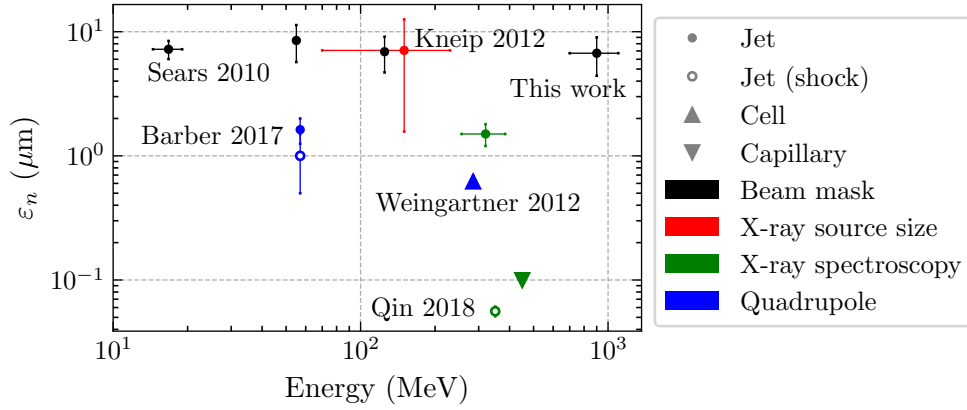 10¹
Kneip 2012
Sears 2010
This work
Barber 2017
10⁰
Weingartner 2012
10⁻¹
Qin 2018
10¹
10²
10³
Energy (MeV)
εₙ (μm)
Jet
Jet (shock)
Cell
Capillary
Beam mask
X-ray source size
X-ray spectroscopy
Quadrupole